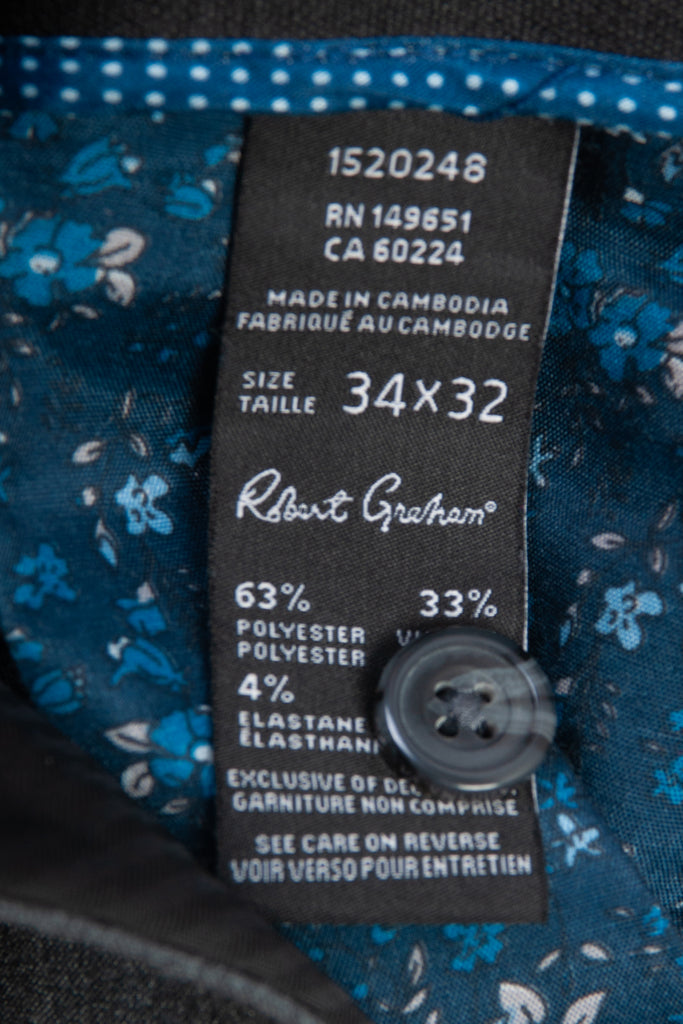 1520248
RN 149651
CA 60224
MADE IN CAMBODIA
FABRIQUÉ AU CAMBODGE
SIZE
TAILLE
34X32
Robert Graham®
63% 33%
POLYESTER
POLYESTER
4%
ELASTANE
EXCLUSIVE OF
GARNITURE NON COMPRISE
SEE CARE ON REVERSE
VOIR VERSO POUR ENTRETIEN